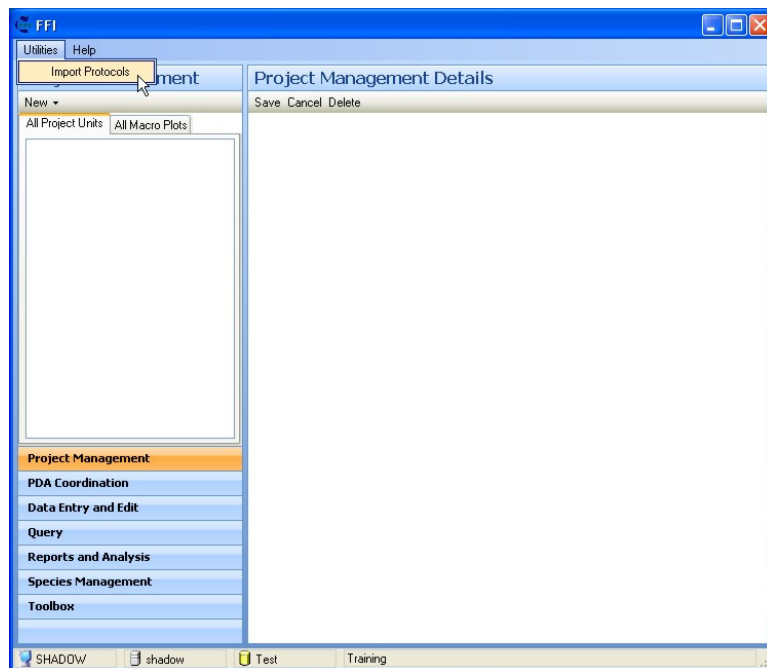 FFI
Utilities Help
Import Protocols
ment
Project Management Details
New
Save Cancel Delete
All Project Units All Macro Plots
Project Management
PDA Coordination
Data Entry and Edit
Query
Reports and Analysis
Species Management
Toolbox
SHADOW shadow Test Training